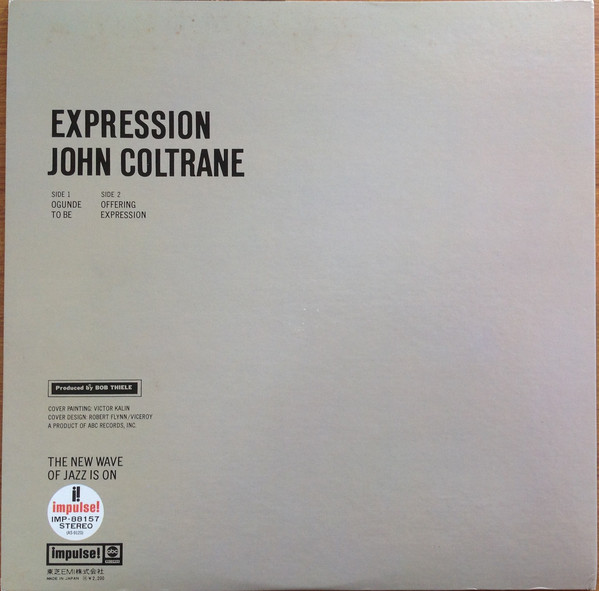 EXPRESSION
JOHN COLTRANE
SIDE 1 SIDE 2
OGUNDE OFFERING
TO BE EXPRESSION
Produced by BOB THIELE
COVER PAINTING: VICTOR KALIN
COVER DESIGN: ROBERT FLYNN/VICEROY
A PRODUCT OF ABC RECORDS, INC.
THE NEW WAVE
OF JAZZ IS ON
i!
impulse!
IMP-88157
STEREO
impulse! abc
東芝EMI株式会社
MADE IN JAPAN